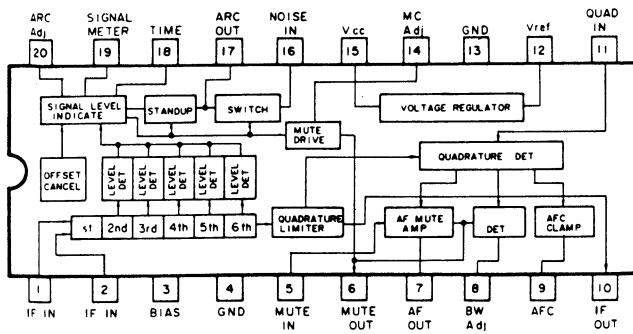 ARC
Adj
SIGNAL
METER
TIME
ARC
OUT
NOISE
IN
Vcc
MC
Adj
GND
Vref
QUAD
IN
20
19
18
17
16
15
14
13
12
11
SIGNAL LEVEL
INDICATE
STANDUP
SWITCH
VOLTAGE REGULATOR
MUTE
DRIVE
OFFSET
CANCEL
LEVEL
DET
LEVEL
DET
LEVEL
DET
LEVEL
DET
LEVEL
DET
QUADRATURE DET
st
2nd
3rd
4th
5th
6th
QUADRATURE
LIMITER
AF MUTE
AMP
DET
AFC
CLAMP
1
2
3
4
5
6
7
8
9
10
IF IN
IF IN
BIAS
GND
MUTE
IN
MUTE
OUT
AF OUT
BW
Adj
AFC
IF
OUT